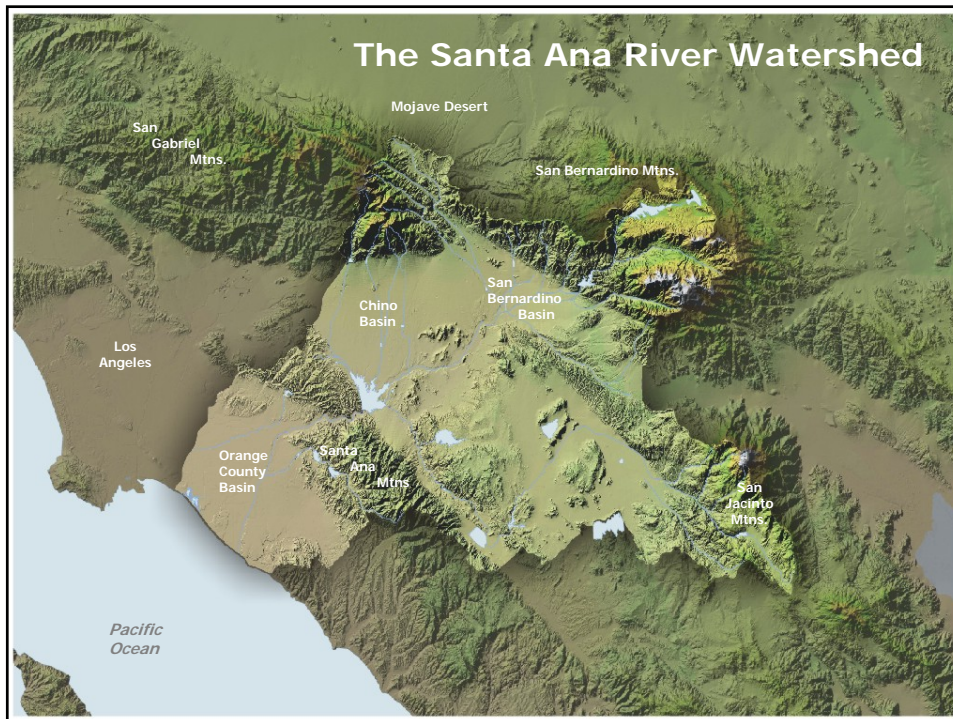 The Santa Ana River Watershed
Mojave Desert
San
Gabriel
Mtns.
San Bernardino Mtns.
San
Bernardino
Basin
Chino
Basin
Los
Angeles
Orange
County
Basin
Santa
Ana
Mtns
San
Jacinto
Mtns.
Pacific
Ocean